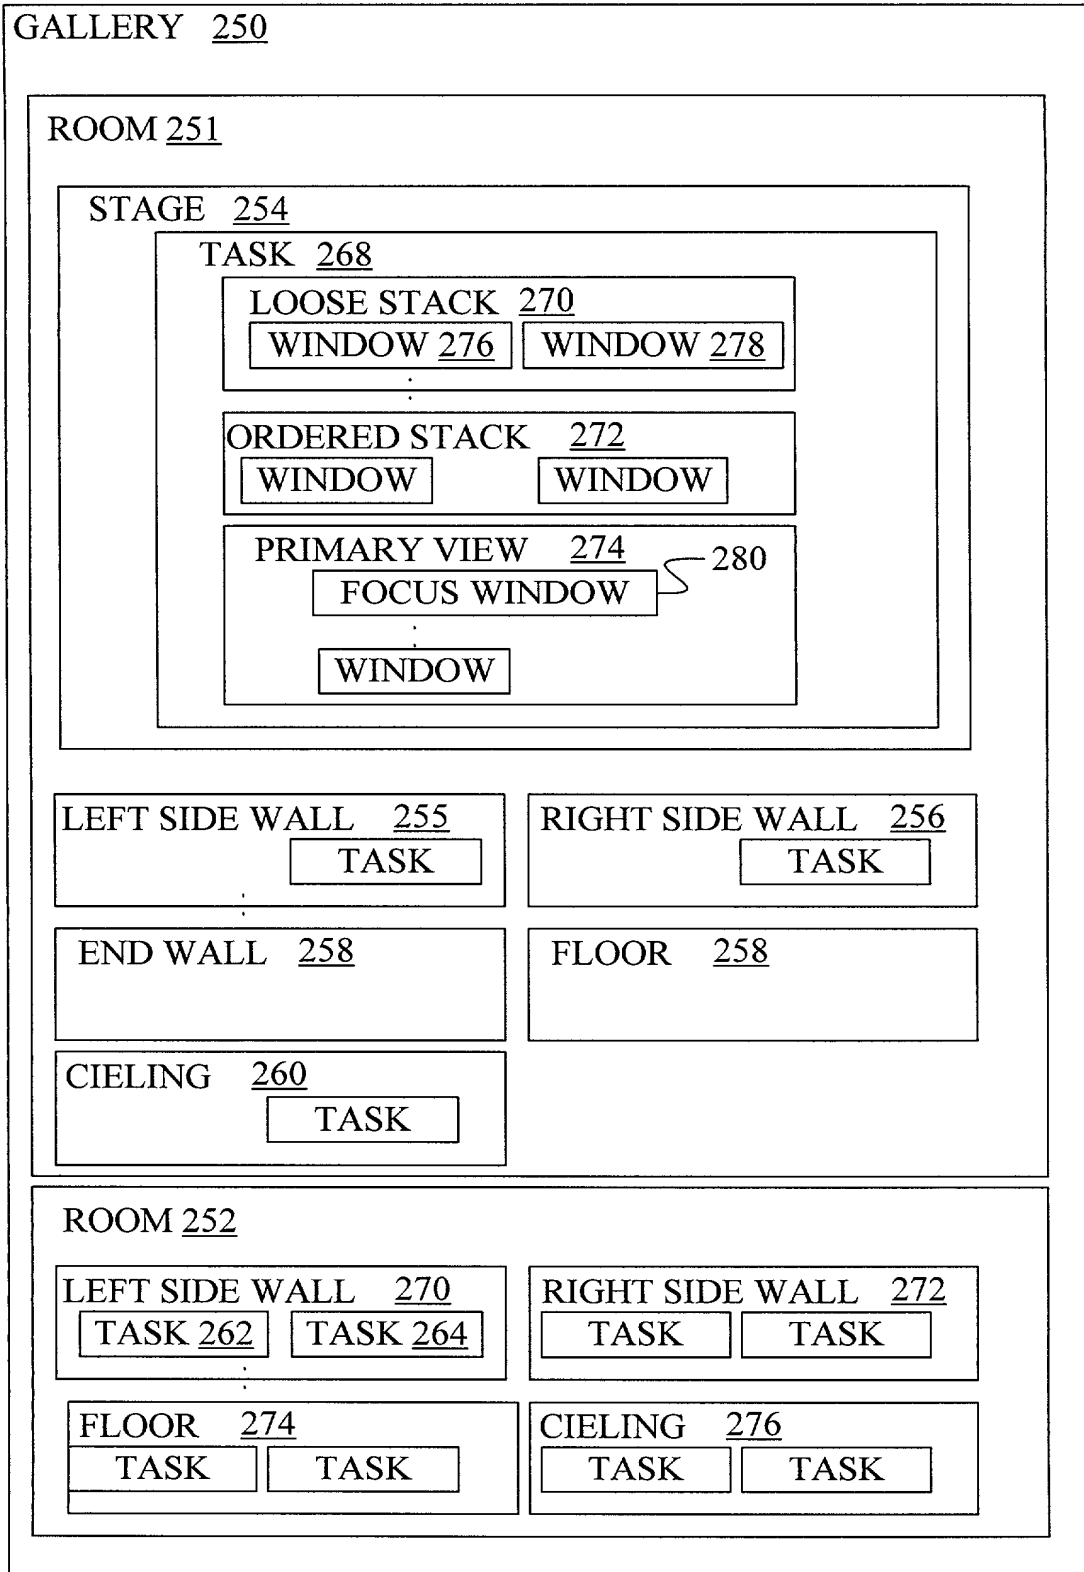 GALLERY 250
ROOM 251
STAGE 254
TASK 268
LOOSE STACK 270
WINDOW 276 WINDOW 278
ORDERED STACK 272
WINDOW WINDOW
PRIMARY VIEW 274 280
FOCUS WINDOW
WINDOW
LEFT SIDE WALL 255 RIGHT SIDE WALL 256
TASK TASK
END WALL 258 FLOOR 258
CIELING 260
TASK
ROOM 252
LEFT SIDE WALL 270 RIGHT SIDE WALL 272
TASK 262 TASK 264 TASK TASK
FLOOR 274 CIELING 276
TASK TASK TASK TASK